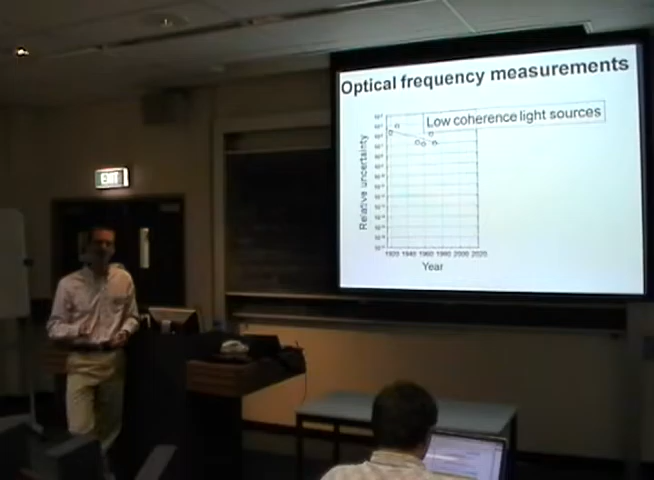 Optical frequency measurements
Low coherence light sources
Relative uncertainty
1920 1940 1960 1980 2000 2020
Year
EXIT